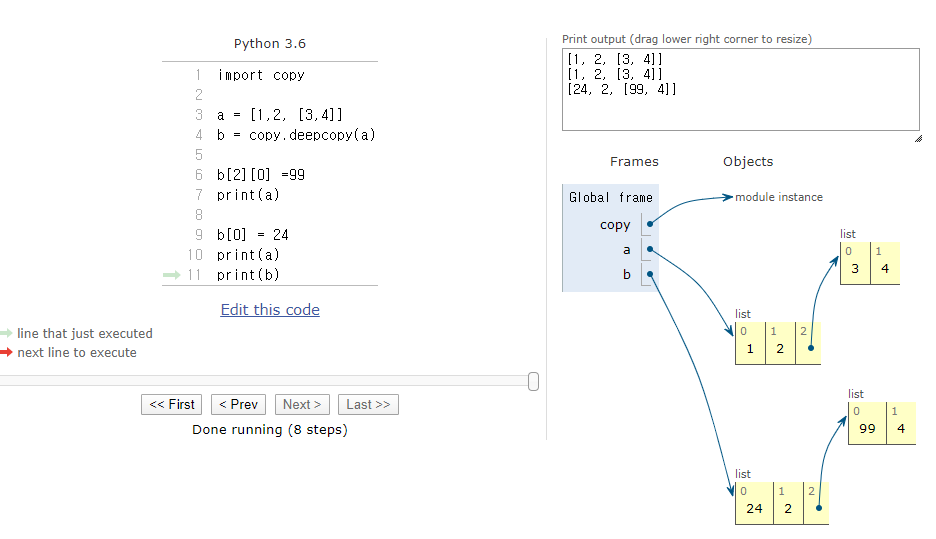 Python 3.6
1 import copy
2
3 a = [1,2, [3,4]]
4 b = copy.deepcopy(a)
5
6 b[2][0] =99
7 print(a)
8
9 b[0] = 24
10 print(a)
11 print(b)
Edit this code
line that just executed
next line to execute
<< First < Prev Next > Last >>
Done running (8 steps)
Print output (drag lower right corner to resize)
[1, 2, [3, 4]]
[1, 2, [3, 4]]
[24, 2, [99, 4]]
Frames Objects
Global frame
copy
a
b
module instance
list
0 1
3 4
list
0 1 2
1 2
list
0 1
99 4
list
0 1 2
24 2